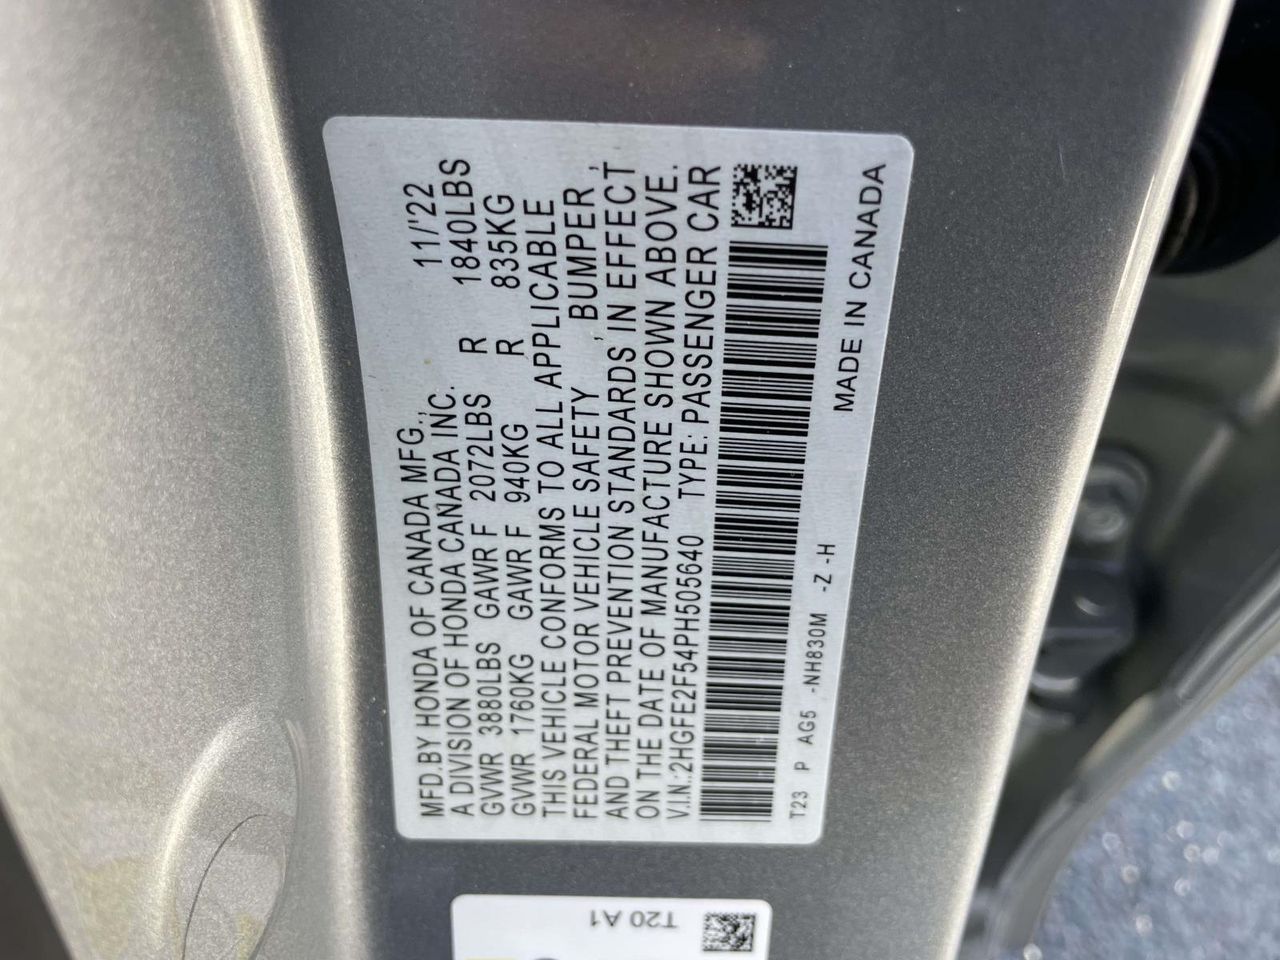 MFD.BY HONDA OF CANADA MFG., 11/'22
A DIVISION OF HONDA CANADA INC.
GVWR 3880LBS GAWR F 2072LBS R 1840LBS
GVWR 1760KG GAWR F 940KG R 835KG
THIS VEHICLE CONFORMS TO ALL APPLICABLE
FEDERAL MOTOR VEHICLE SAFETY , BUMPER ,
AND THEFT PREVENTION STANDARDS IN EFFECT
ON THE DATE OF MANUFACTURE SHOWN ABOVE.
V.I.N.:2HGFE2F54PH505640 TYPE: PASSENGER CAR
T23 P AG5 -NH830M -Z -H
MADE IN CANADA
T20 A1